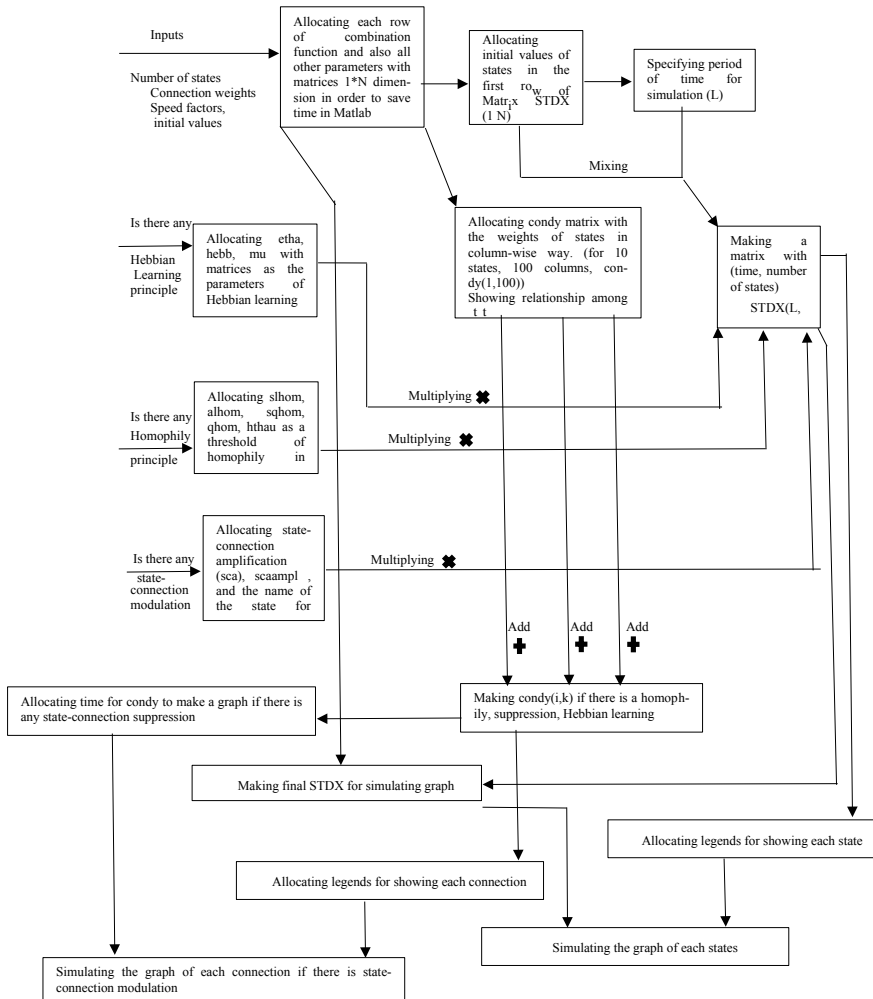 Inputs
Number of states
Connection weights
Speed factors,
initial values
Allocating each row
of combination
function and also all
other parameters with
matrices 1*N dimen-
sion in order to save
time in Matlab
Allocating
initial values of
states in the
first row of
Matrix STDX
(1 N)
Specifying period
of time for
simulation (L)
Mixing
Is there any
Hebbian
Learning
principle
Allocating etha,
hebb, mu with
matrices as the
parameters of
Hebbian learning
Allocating condy matrix with
the weights of states in
column-wise way. (for 10
states, 100 columns, con-
dy(1,100))
Showing relationship among
t t
Making a
matrix with
(time, number
of states)
STDX(L,
Multiplying ✖
Is there any
Homophily
principle
Allocating slhom,
alhom, sqhom,
qhom, hthau as a
threshold of
homophily in
Multiplying ✖
Is there any
state-
connection
modulation
Allocating state-
connection
amplification
(sca), scaampl ,
and the name of
the state for
Multiplying ✖
Add
Add
Add
Allocating time for condy to make a graph if there is
any state-connection suppression
Making condy(i,k) if there is a homoph-
ily, suppression, Hebbian learning
Making final STDX for simulating graph
Allocating legends for showing each state
Allocating legends for showing each connection
Simulating the graph of each states
Simulating the graph of each connection if there is state-
connection modulation